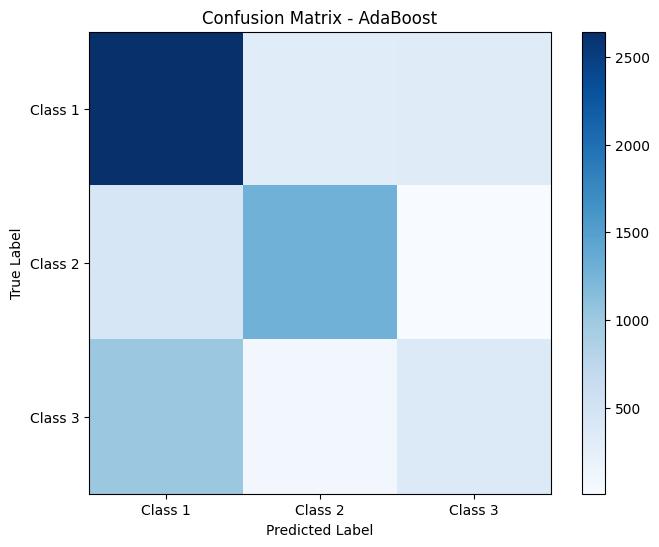 Confusion Matrix - AdaBoost
Class 1
Class 2
Class 3
True Label
Class 1 Class 2 Class 3
Predicted Label
2500
2000
1500
1000
500